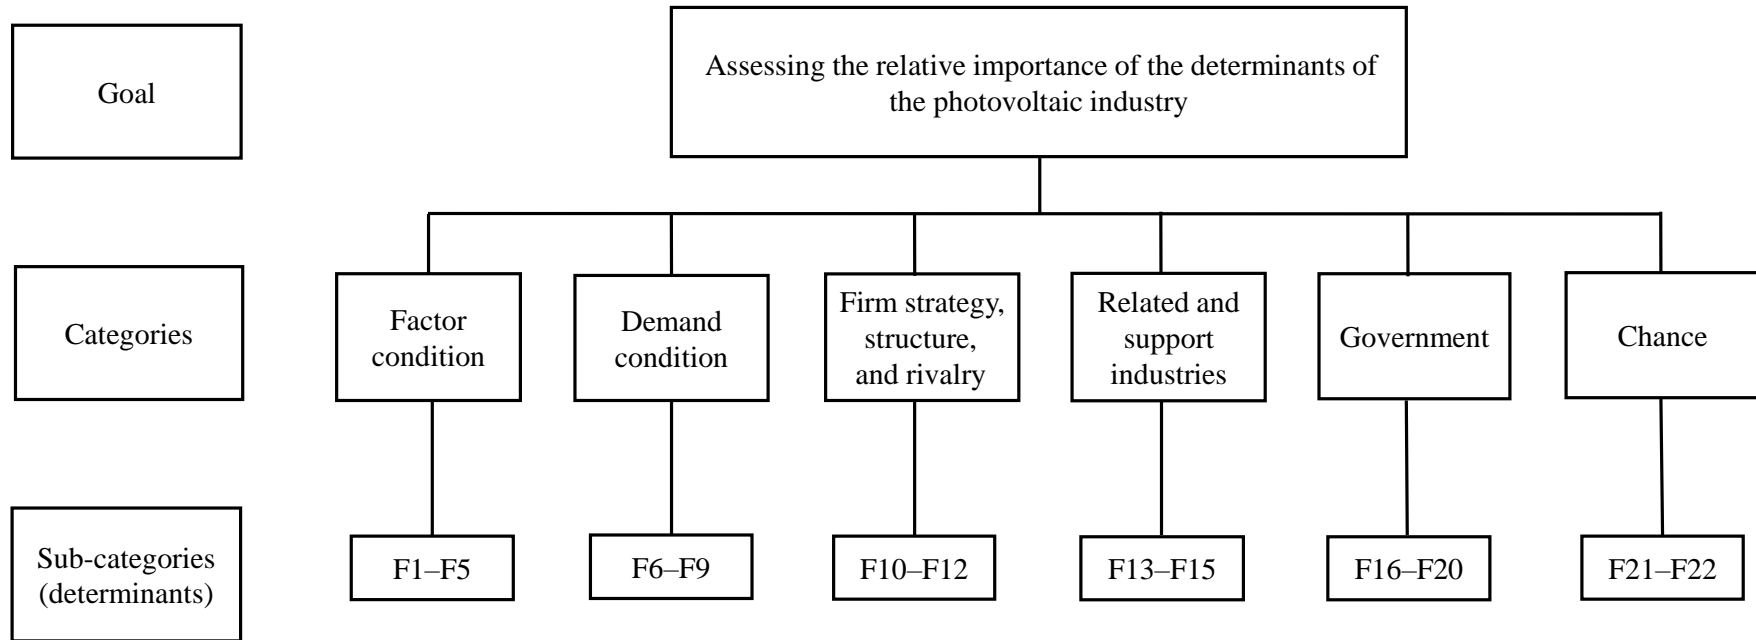 Goal
Assessing the relative importance of the determinants of
the photovoltaic industry
Categories
Factor
condition
Demand
condition
Firm strategy,
structure,
and rivalry
Related and
support
industries
Government
Chance
Sub-categories
(determinants)
F1–F5
F6–F9
F10–F12
F13–F15
F16–F20
F21–F22